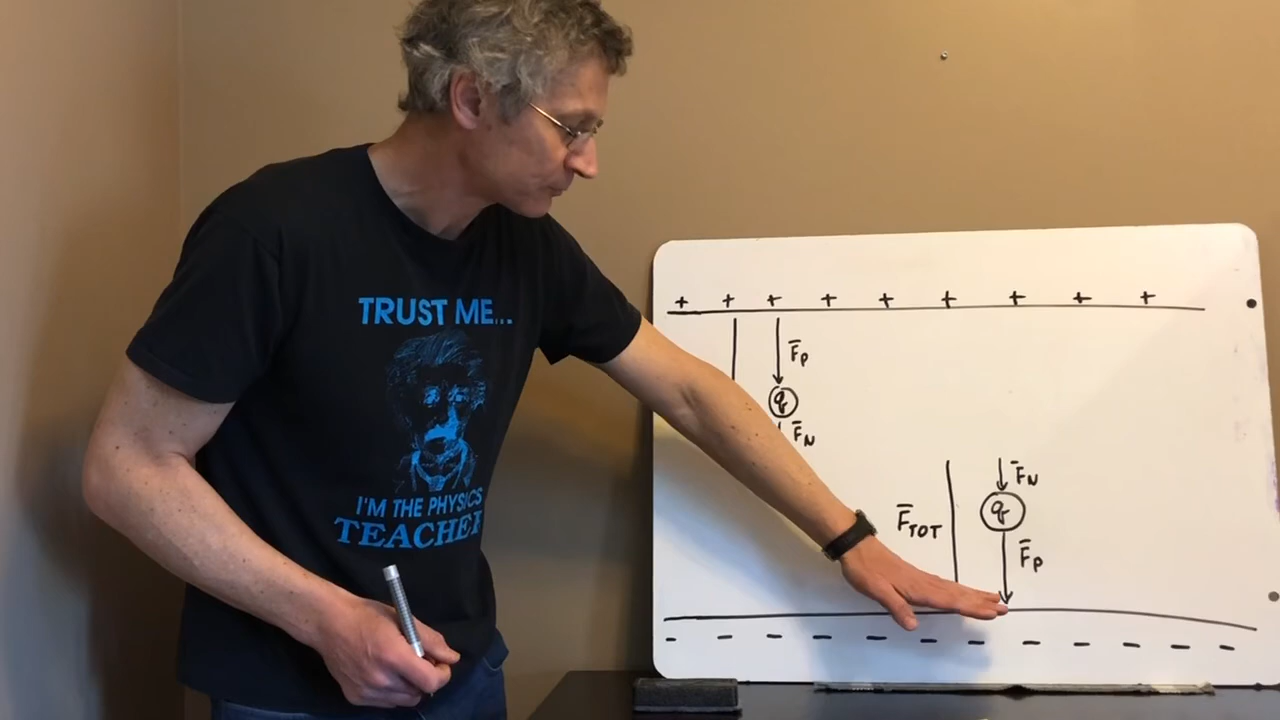 TRUST ME...
I'M THE PHYSICS
TEACHER
+ + + + + + + + +
F̅P
q
F̅N
F̅N
q
F̅TOT
F̅P
- - - - - - - - - - - -